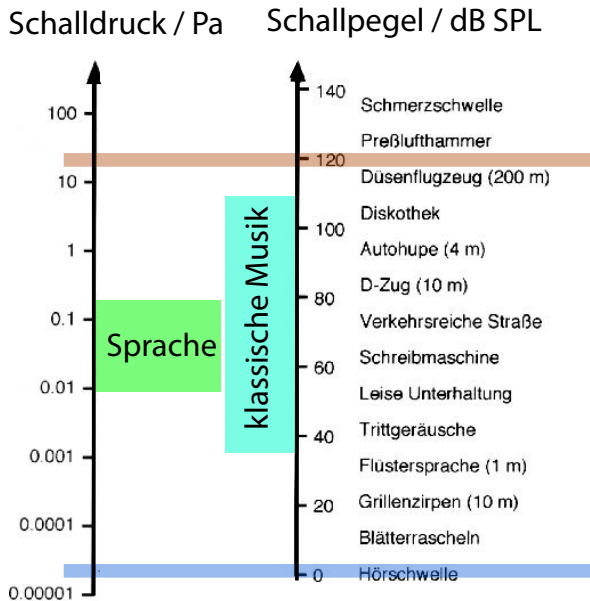 Schalldruck / Pa
Schallpegel / dB SPL
100
10
1
0.1
0.01
0.001
0.0001
0.00001
Sprache
klassische Musik
140
120
100
80
60
40
20
0
Schmerzschwelle
Preßlufthammer
Düsenflugzeug (200 m)
Diskothek
Autohupe (4 m)
D-Zug (10 m)
Verkehrsreiche Straße
Schreibmaschine
Leise Unterhaltung
Trittgeräusche
Flüstersprache (1 m)
Grillenzirpen (10 m)
Blätterrascheln
Hörschwelle